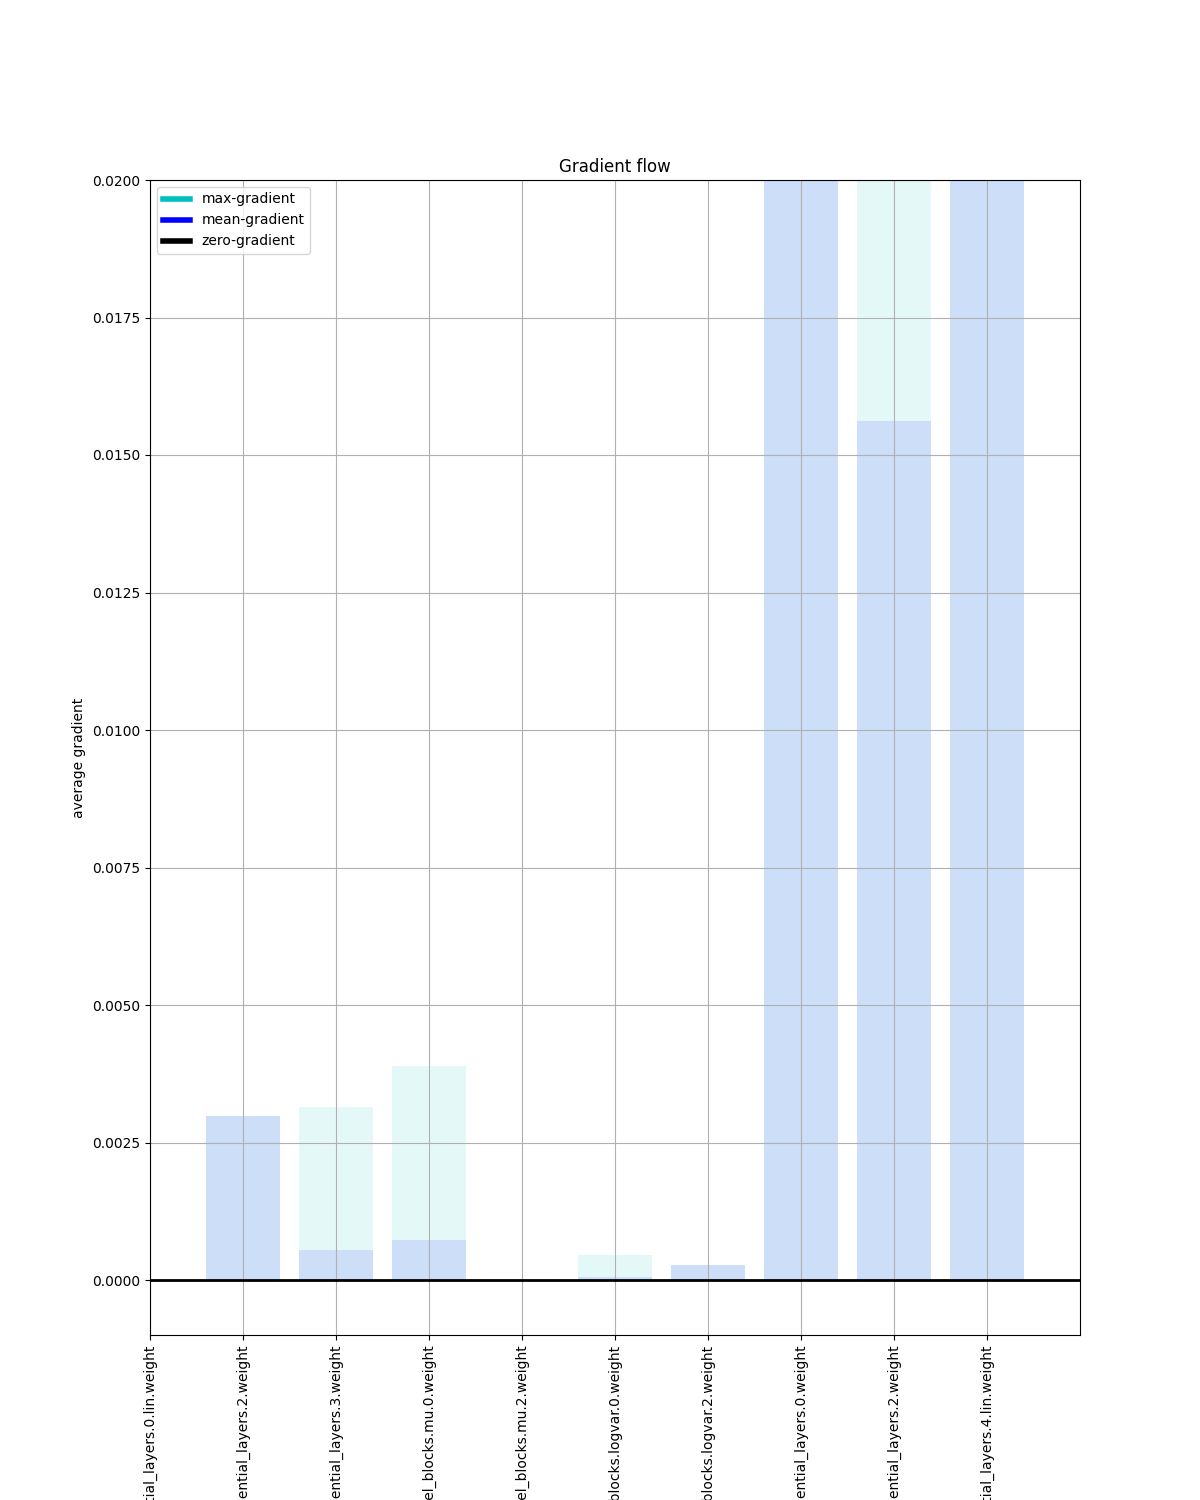 Gradient flow
max-gradient
mean-gradient
zero-gradient
0.0200
0.0175
0.0150
0.0125
0.0100
0.0075
0.0050
0.0025
0.0000
average gradient
tial_layers.0.lin.weight
ential_layers.2.weight
ential_layers.3.weight
el_blocks.mu.0.weight
el_blocks.mu.2.weight
blocks.logvar.0.weight
blocks.logvar.2.weight
ential_layers.0.weight
ential_layers.2.weight
tial_layers.4.lin.weight